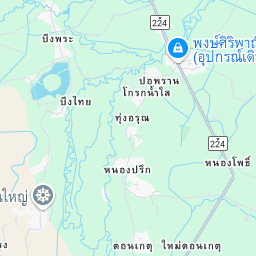 224
บึงพระ
พงษ์ศิริพาณิ
(อุปกรณ์เดิ
ปอพราน
โกรกน้ำใส
บึงไทย
ทุ่งอรุณ
224
หนองโพธิ์
หนองปรึก
นใหญ่
ดอนเกตุ
ใหม่ดอนเกตุ